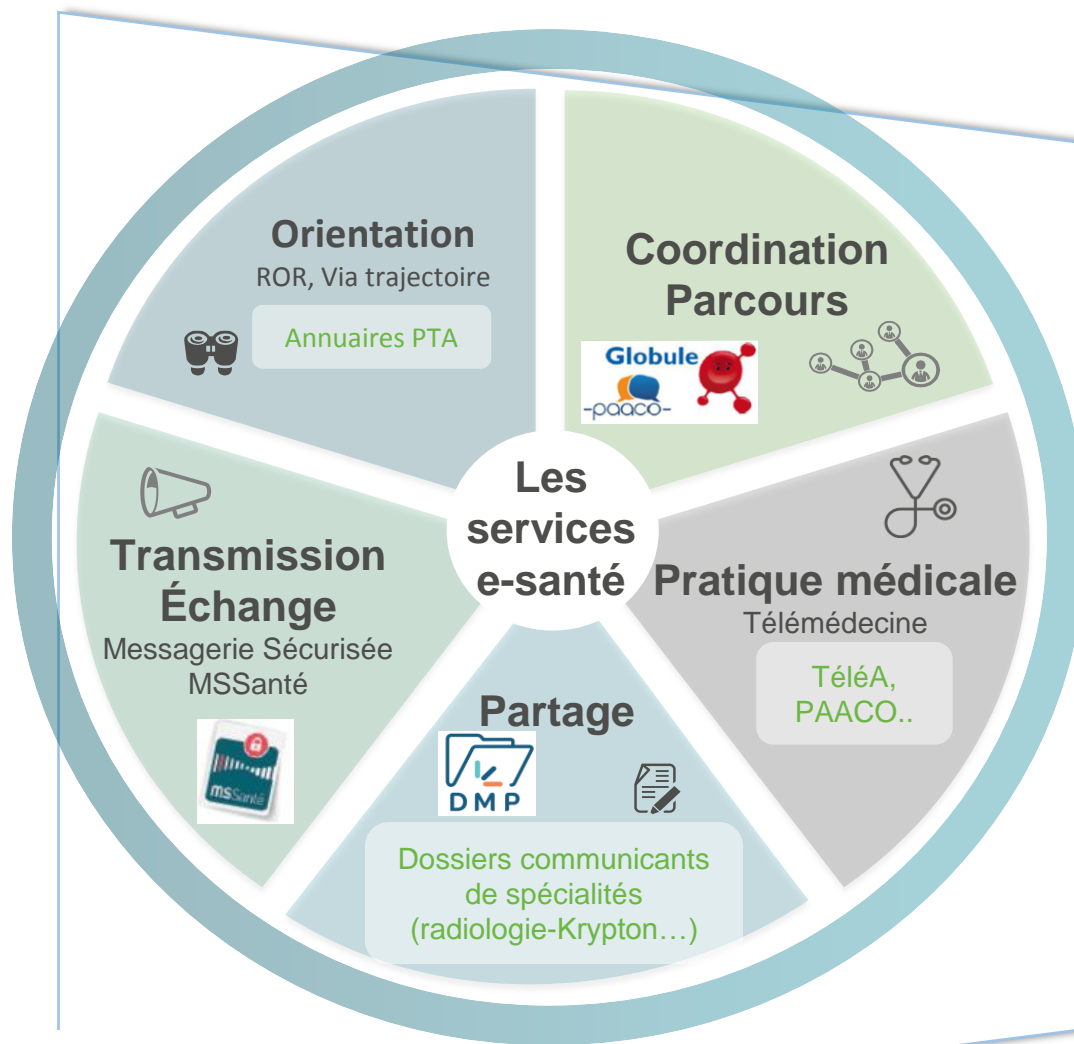 Orientation
ROR, Via trajectoire
Annuaires PTA
Coordination
Parcours
Globule
-paaco-
Les
services
e-santé
Transmission
Échange
Messagerie Sécurisée
MSSanté
msSanté
Pratique médicale
Télémédecine
TéléA,
PAACO..
Partage
DMP
Dossiers communicants
de spécialités
(radiologie-Krypton…)